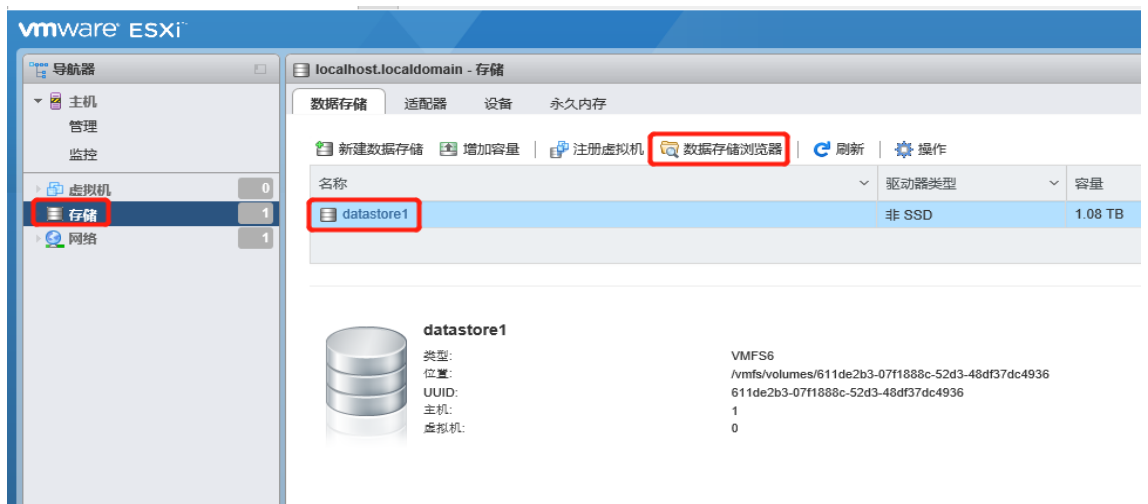 vmware ESXi
导航器
localhost.localdomain - 存储
主机
管理
监控
虚拟机 0
存储 1
网络 1
数据存储 适配器 设备 永久内存
新建数据存储 增加容量 注册虚拟机 数据存储浏览器 刷新 操作
名称 驱动器类型 容量
datastore1 非 SSD 1.08 TB
datastore1
类型: VMFS6
位置: /vmfs/volumes/611de2b3-07f1888c-52d3-48df37dc4936
UUID: 611de2b3-07f1888c-52d3-48df37dc4936
主机: 1
虚拟机: 0